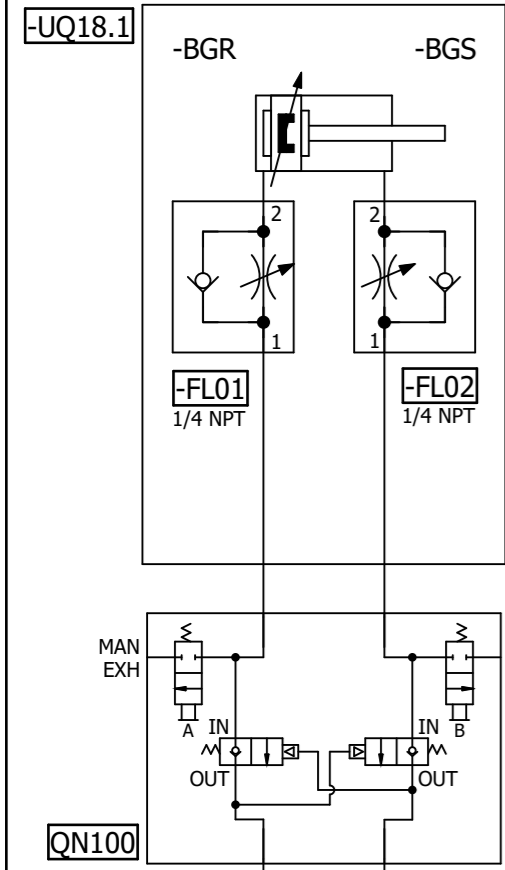 -UQ18.1
-BGR
-BGS
2
2
1
1
-FL01
1/4 NPT
-FL02
1/4 NPT
MAN
EXH
A
IN
IN
B
OUT
OUT
QN100